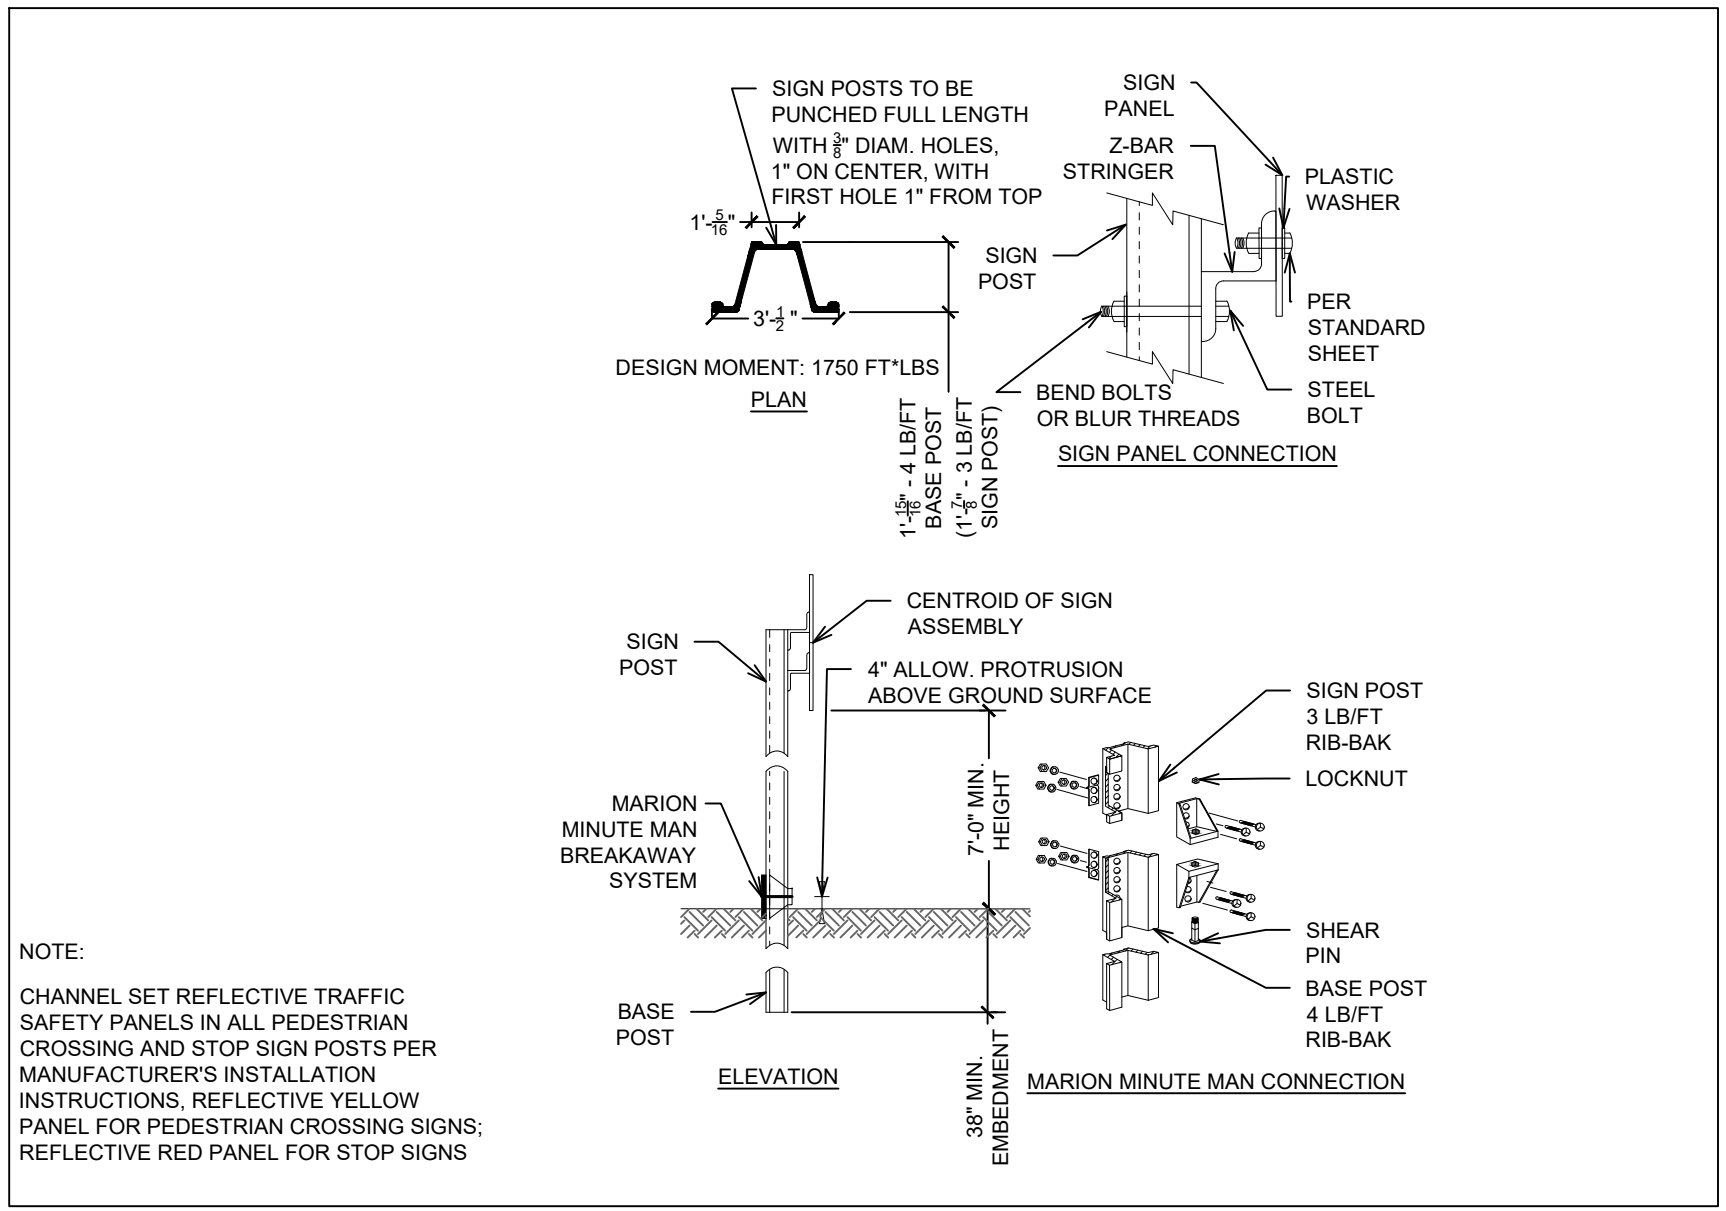 SIGN POSTS TO BE
PUNCHED FULL LENGTH
WITH 3/8" DIAM. HOLES,
1" ON CENTER, WITH
FIRST HOLE 1" FROM TOP
1'-5/16"
3'-1/2 "
DESIGN MOMENT: 1750 FT*LBS
PLAN
1'-15/16" - 4 LB/FT
BASE POST
(1'-7/8" - 3 LB/FT
SIGN POST)
SIGN
PANEL
Z-BAR
STRINGER
PLASTIC
WASHER
SIGN
POST
PER
STANDARD
SHEET
STEEL
BOLT
BEND BOLTS
OR BLUR THREADS
SIGN PANEL CONNECTION
CENTROID OF SIGN
ASSEMBLY
SIGN
POST
4" ALLOW. PROTRUSION
ABOVE GROUND SURFACE
MARION
MINUTE MAN
BREAKAWAY
SYSTEM
7'-0" MIN.
HEIGHT
BASE
POST
38" MIN.
EMBEDMENT
ELEVATION
SIGN POST
3 LB/FT
RIB-BAK
LOCKNUT
SHEAR
PIN
BASE POST
4 LB/FT
RIB-BAK
MARION MINUTE MAN CONNECTION
NOTE:
CHANNEL SET REFLECTIVE TRAFFIC
SAFETY PANELS IN ALL PEDESTRIAN
CROSSING AND STOP SIGN POSTS PER
MANUFACTURER'S INSTALLATION
INSTRUCTIONS, REFLECTIVE YELLOW
PANEL FOR PEDESTRIAN CROSSING SIGNS;
REFLECTIVE RED PANEL FOR STOP SIGNS